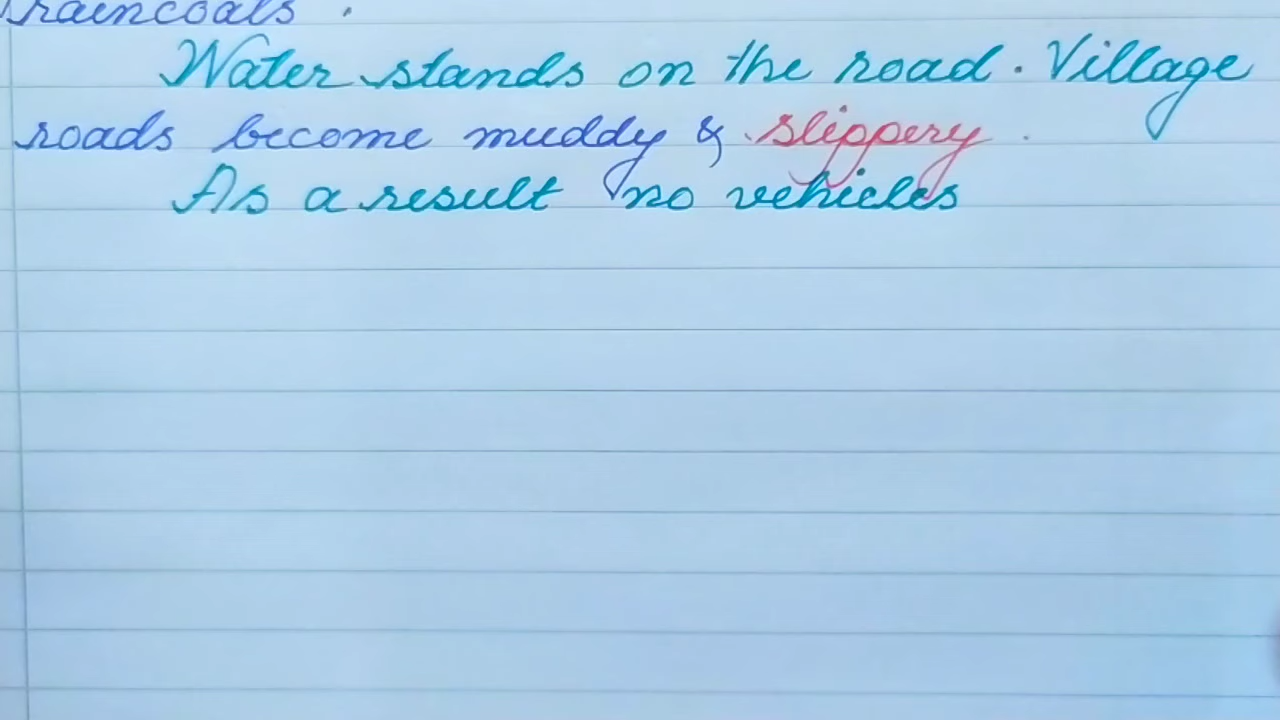 raincoats .
Water stands on the road. Village
roads become muddy & slippery.
As a result no vehicles